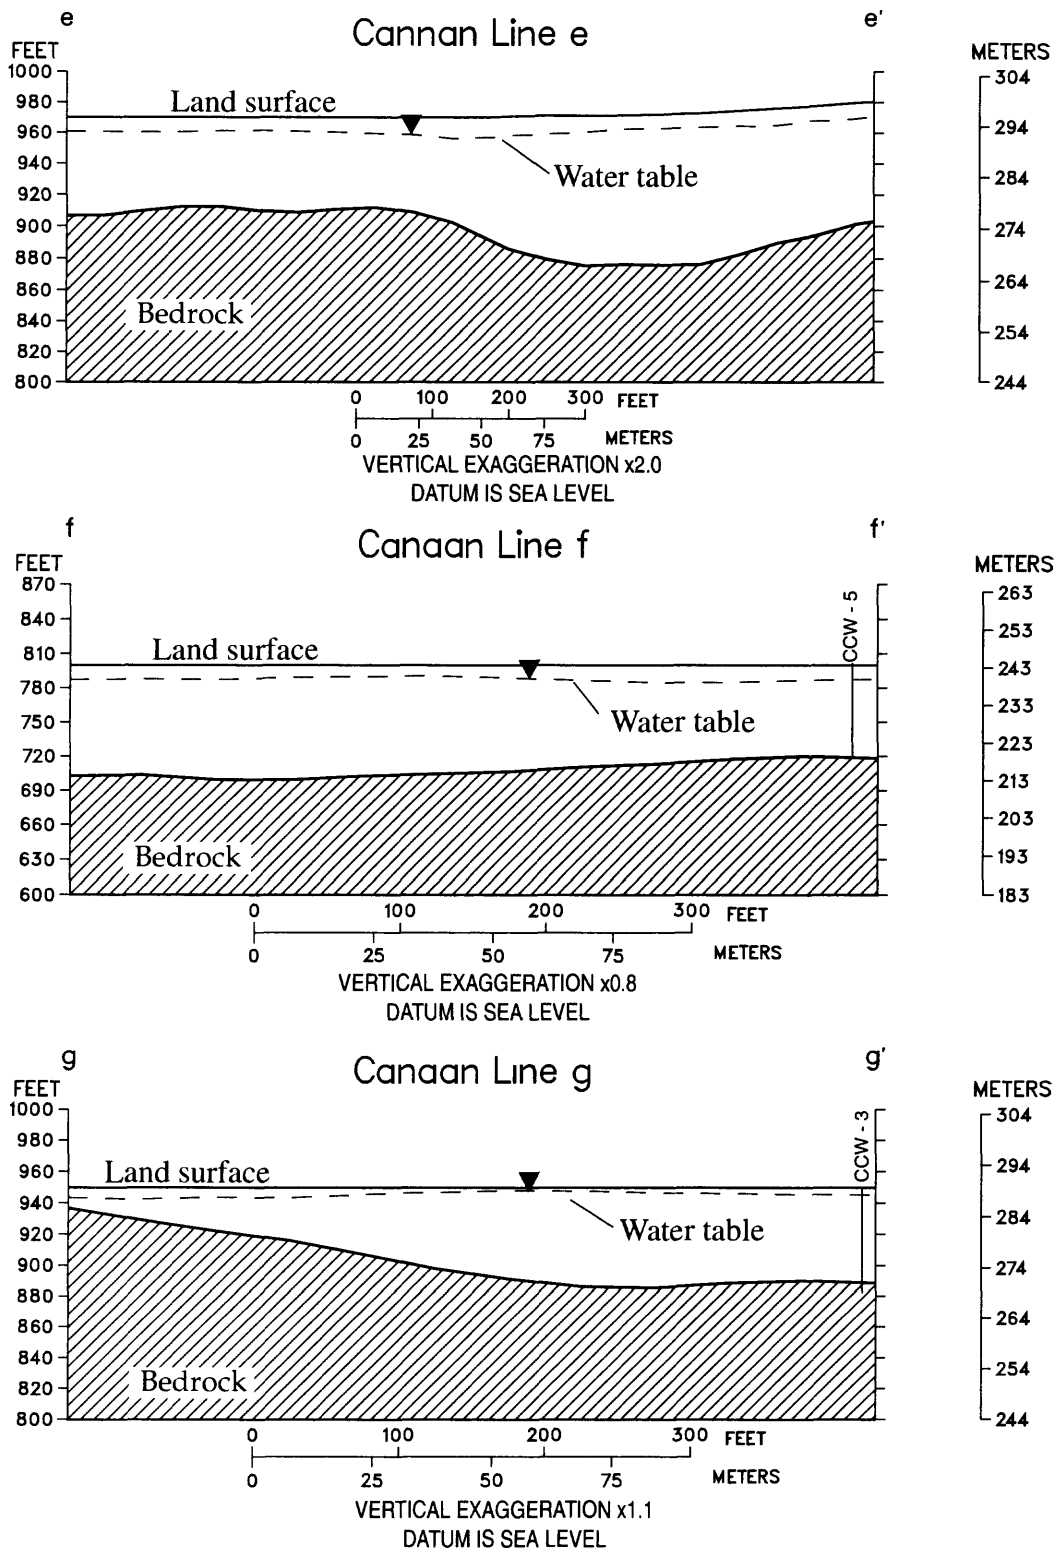 e e'
Cannan Line e
FEET METERS
1000 304
980
Land surface
960 294
940
Water table
284
920
900 274
880
860 264
Bedrock
840
254
820
800 244
0 100 200 300 FEET
0 25 50 75 METERS
VERTICAL EXAGGERATION x2.0
DATUM IS SEA LEVEL
f f'
Canaan Line f
FEET METERS
870 263
CCW - 5
840
253
810
Land surface
243
780
233
750
Water table
223
720
213
690
203
660
Bedrock
630 193
600 183
0 100 200 300 FEET
0 25 50 75 METERS
VERTICAL EXAGGERATION x0.8
DATUM IS SEA LEVEL
g g'
Canaan Line g
FEET METERS
1000 304
CCW - 3
980
960 294
Land surface
940
284
920
Water table
900 274
880
264
860
840 254
Bedrock
820
800 244
0 100 200 300 FEET
0 25 50 75 METERS
VERTICAL EXAGGERATION x1.1
DATUM IS SEA LEVEL